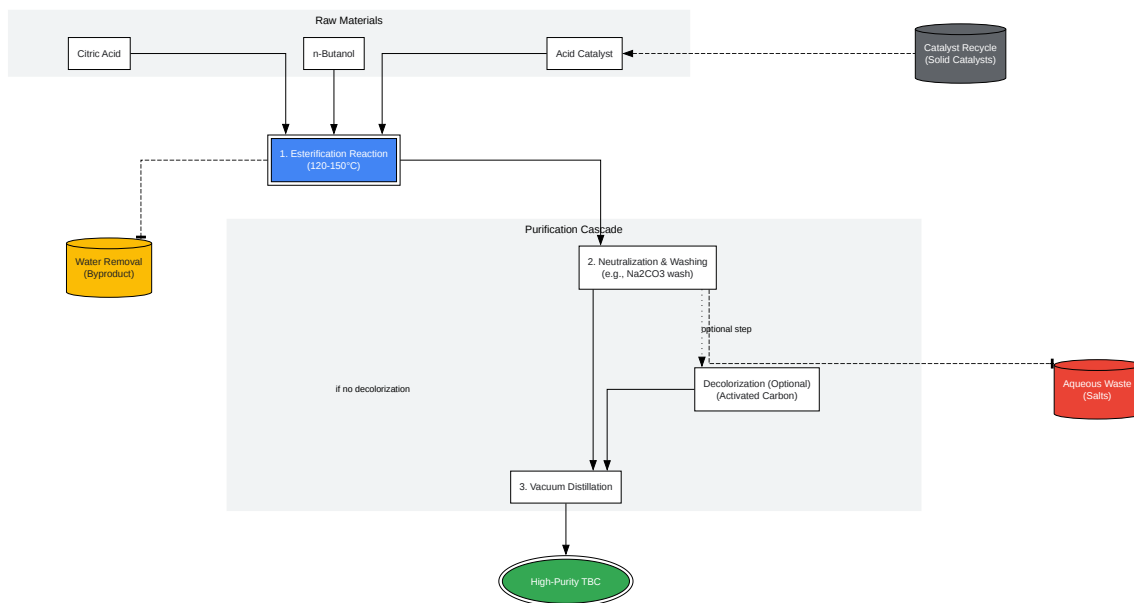 Raw Materials
Citric Acid
n-Butanol
Acid Catalyst
Catalyst Recycle
(Solid Catalysts)
1. Esterification Reaction
(120-150°C)
Purification Cascade
Water Removal
(Byproduct)
2. Neutralization & Washing
(e.g., Na2CO3 wash)
optional step
if no decolorization
Decolorization (Optional)
(Activated Carbon)
Aqueous Waste
(Salts)
3. Vacuum Distillation
High-Purity TBC